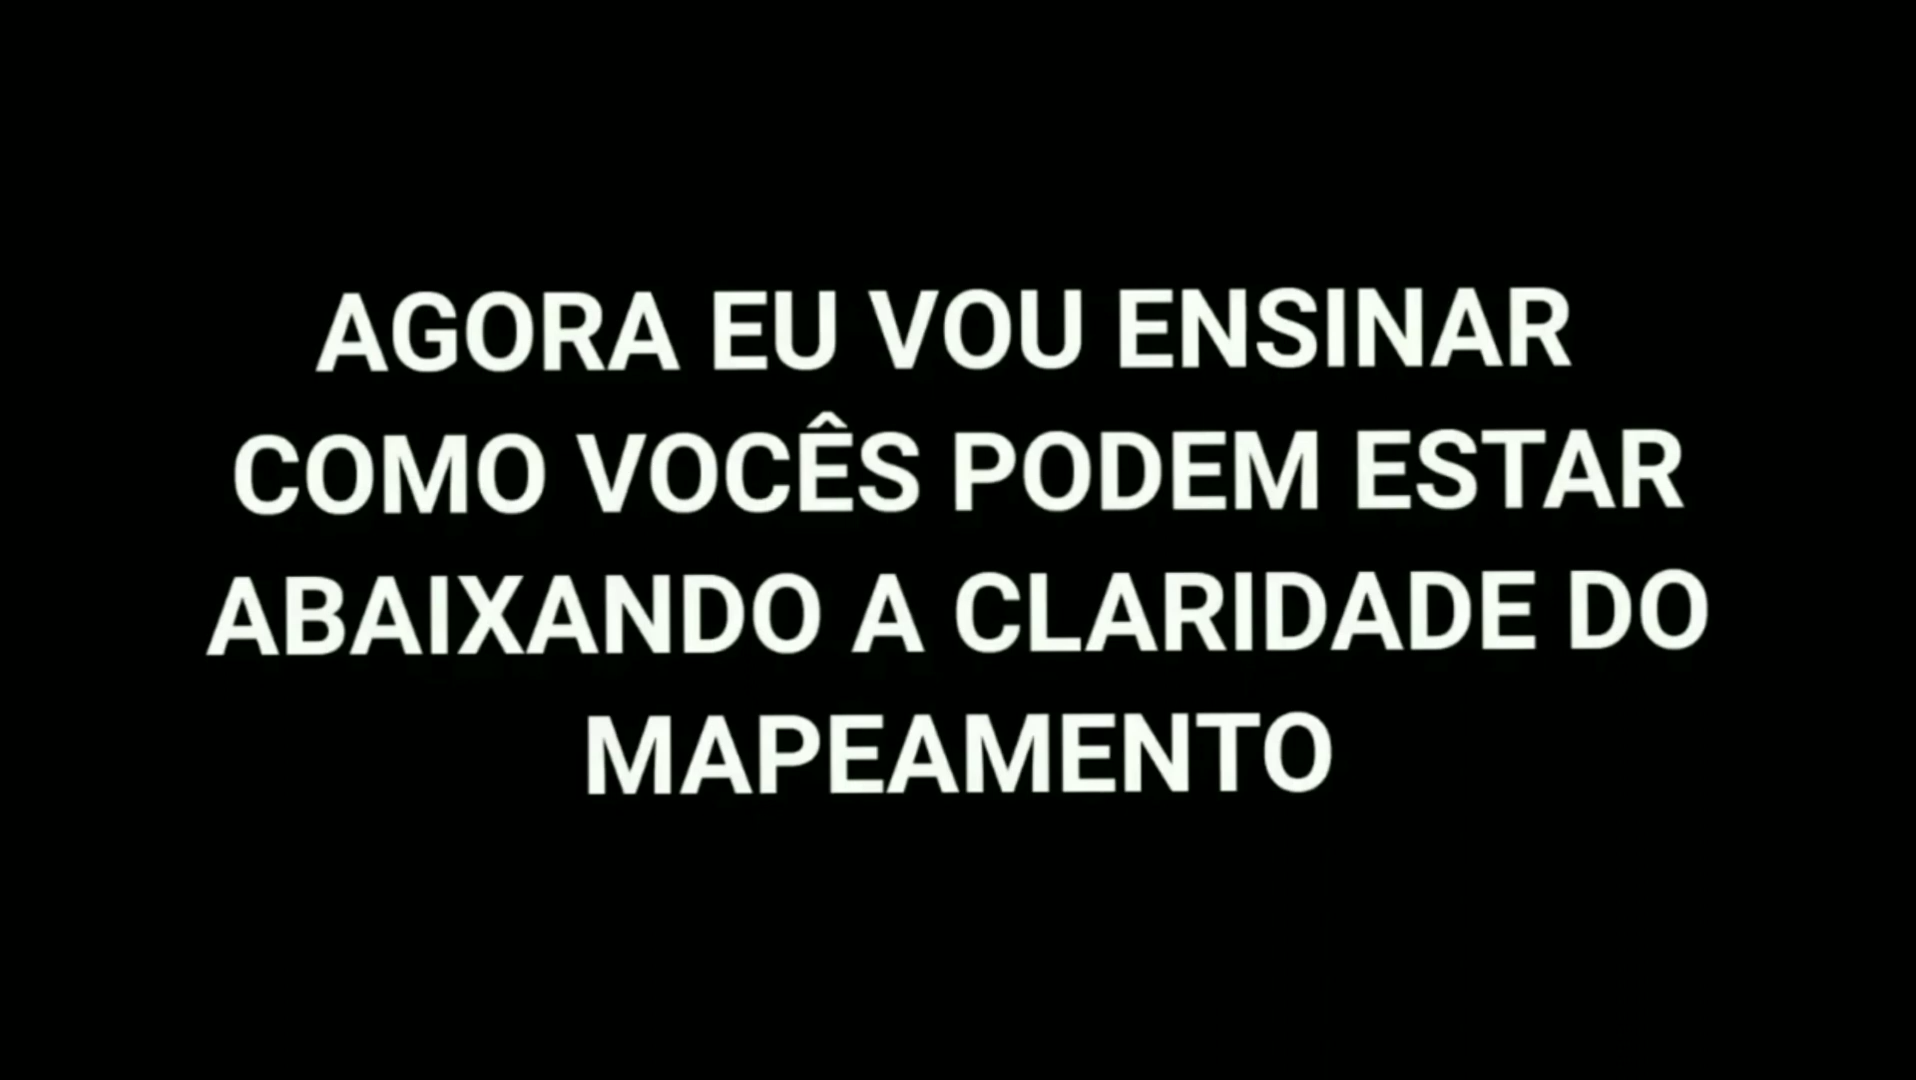 AGORA EU VOU ENSINAR
COMO VOCÊS PODEM ESTAR
ABAIXANDO A CLARIDADE DO
MAPEAMENTO